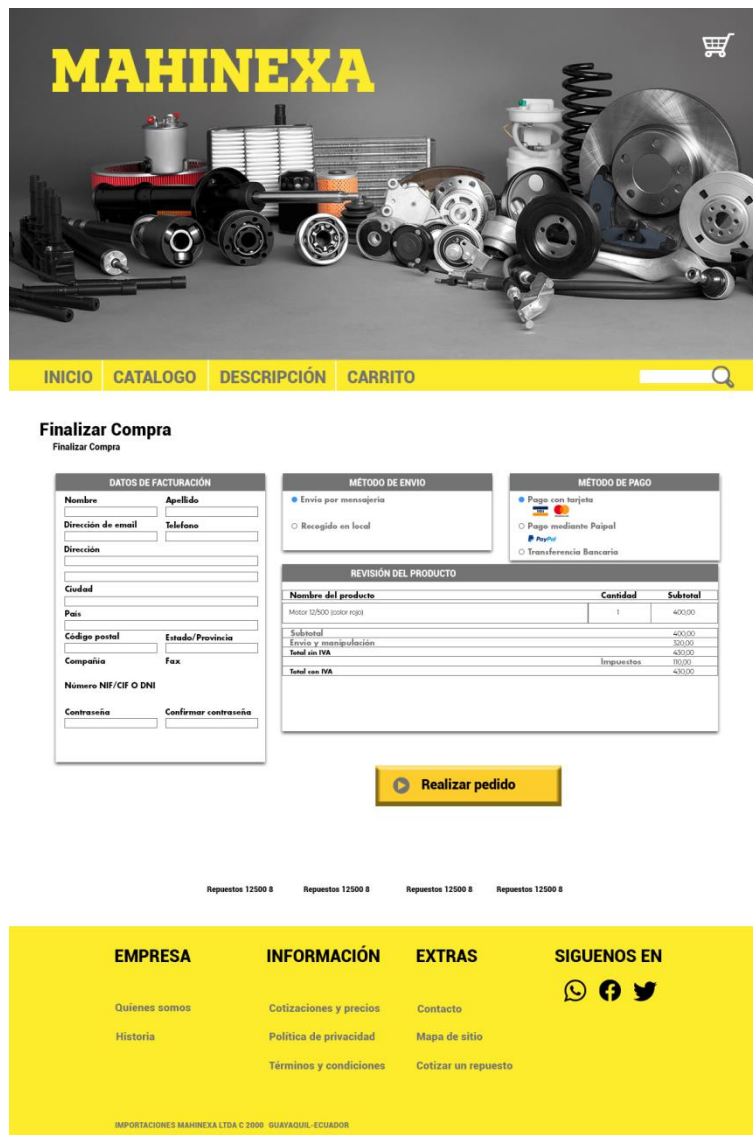 MAHINEXA
INICIO CATALOGO DESCRIPCIÓN CARRITO
Finalizar Compra
Finalizar Compra
DATOS DE FACTURACIÓN
Nombre Apellido
Dirección de email Telefono
Dirección
Ciudad
País
Código postal Estado/Provincia
Compañia Fax
Número NIF/CIF O DNI
Contraseña Confirmar contraseña
MÉTODO DE ENVIO
Envio por mensajeria
Recogido en local
MÉTODO DE PAGO
Pago con tarjeta
VISA
Pago mediante Paipal
PayPal
Transferencia Bancaria
REVISIÓN DEL PRODUCTO
Nombre del producto Cantidad Subtotal
Motor 12/500 (color rojo) 1 400,00
Subtotal 400,00
Envio y manipulación 320,00
Total sin IVA 430,00
Impuestos 110,00
Total con IVA 430,00
Realizar pedido
Repuestos 12500 8 Repuestos 12500 8 Repuestos 12500 8 Repuestos 12500 8
EMPRESA INFORMACIÓN EXTRAS SIGUENOS EN
Quienes somos Cotizaciones y precios Contacto
Historia Política de privacidad Mapa de sitio
Términos y condiciones Cotizar un repuesto
IMPORTACIONES MAHINEXA LTDA C 2000 GUAYAQUIL-ECUADOR